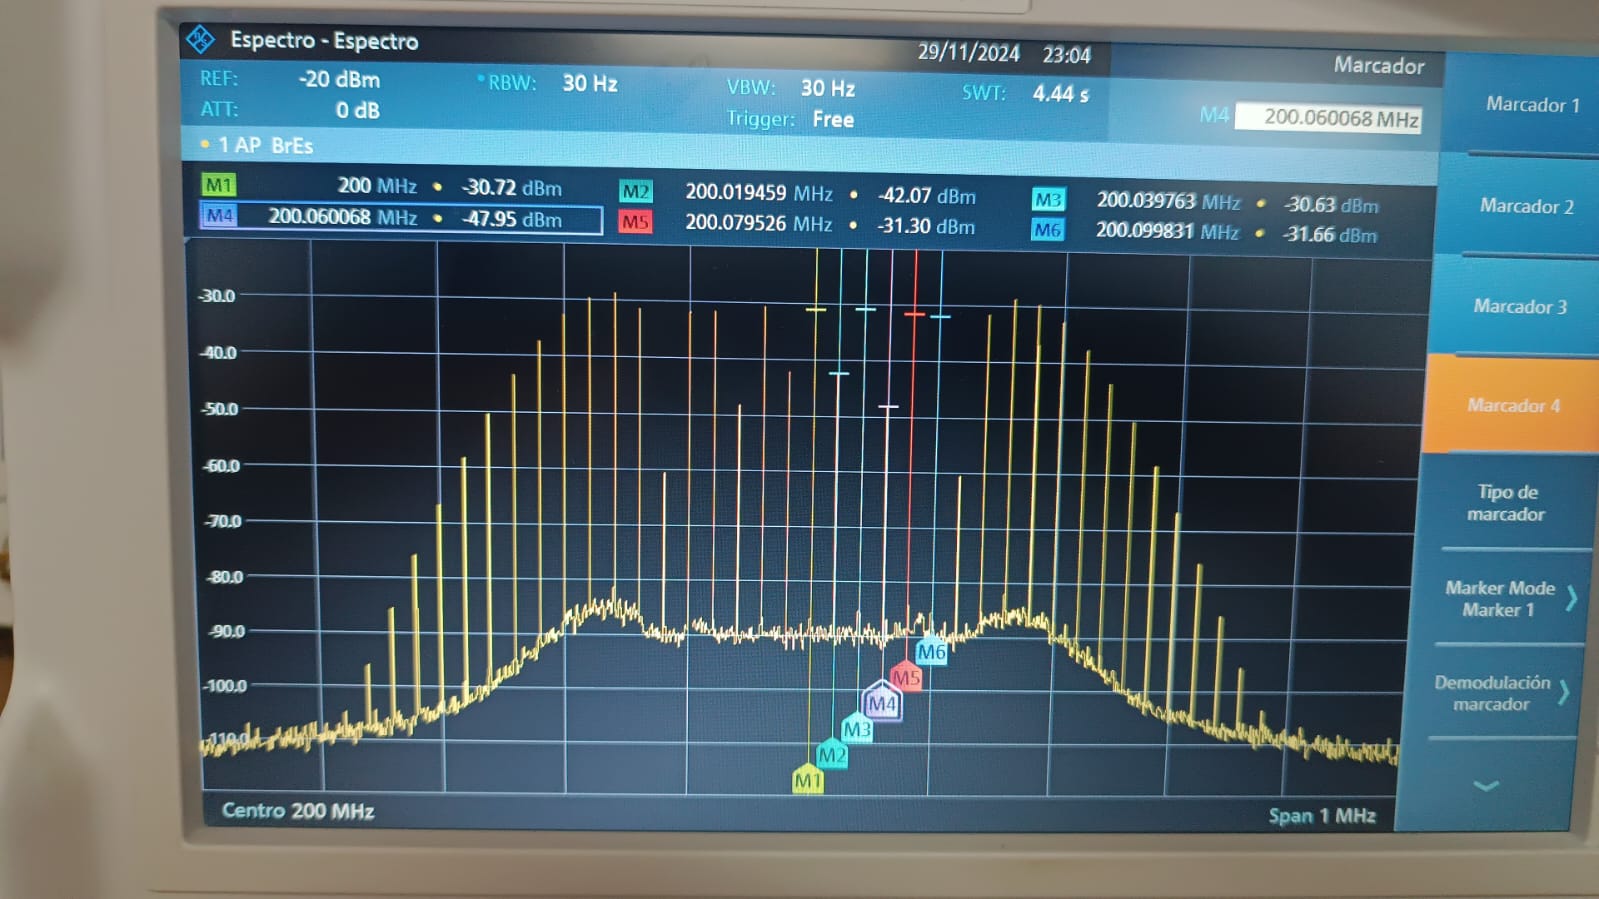 Espectro - Espectro
29/11/2024 23:04
Marcador
REF: -20 dBm RBW: 30 Hz VBW: 30 Hz SWT: 4.44 s
ATT: 0 dB Trigger: Free
M4 200.060068 MHz
1 AP BrEs
M1 200 MHz -30.72 dBm M2 200.019459 MHz -42.07 dBm M3 200.039763 MHz -30.63 dBm
M4 200.060068 MHz -47.95 dBm M5 200.079526 MHz -31.30 dBm M6 200.099831 MHz -31.66 dBm
-30.0
-40.0
-50.0
-60.0
-70.0
-80.0
-90.0
-100.0
-110.0
M6
M5
M4
M3
M2
M1
Centro 200 MHz
Span 1 MHz
Marcador 1
Marcador 2
Marcador 3
Marcador 4
Tipo de
marcador
Marker Mode
Marker 1
Demodulación
marcador